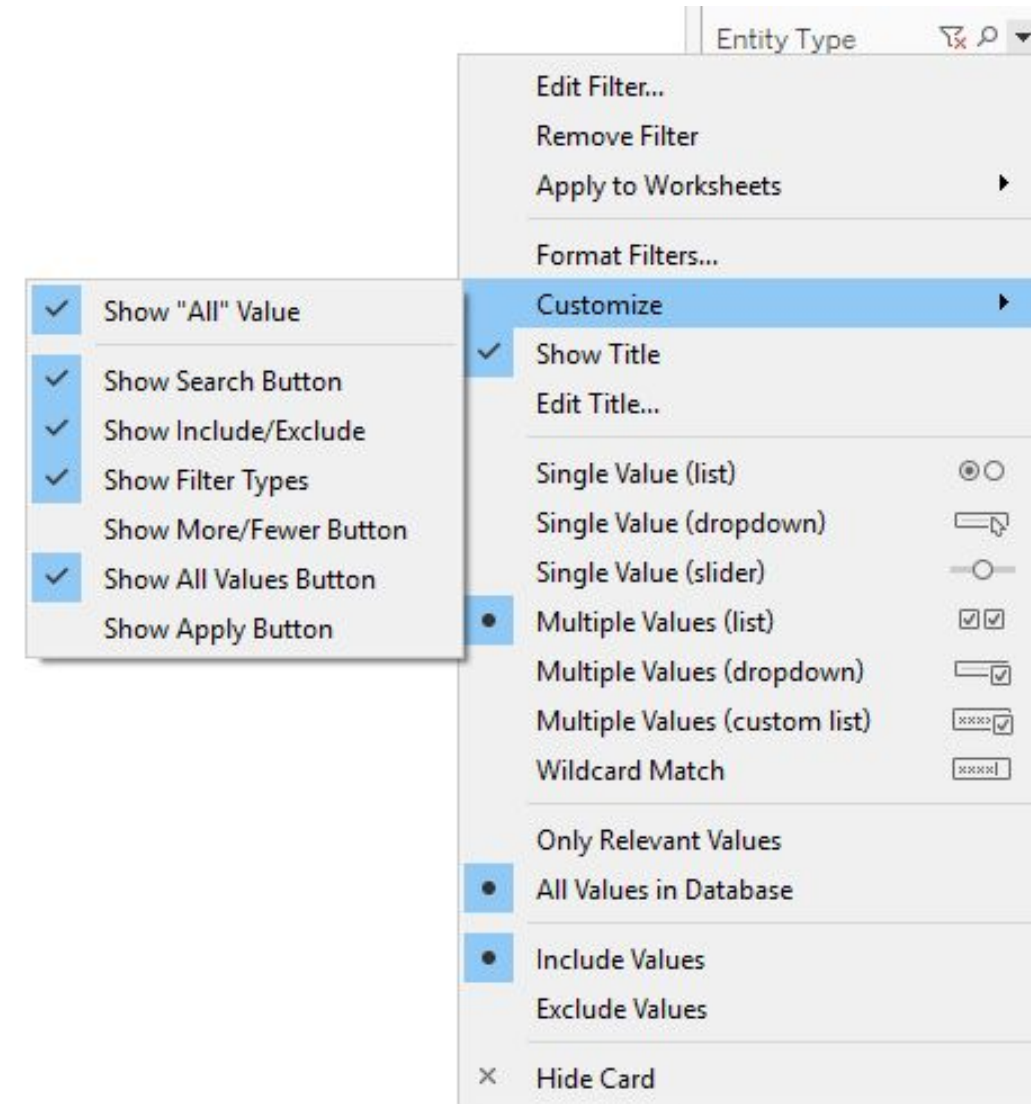 Entity Type
Edit Filter...
Remove Filter
Apply to Worksheets
Format Filters...
Customize
Show Title
Edit Title...
Single Value (list)
Single Value (dropdown)
Single Value (slider)
Multiple Values (list)
Multiple Values (dropdown)
Multiple Values (custom list)
Wildcard Match
Only Relevant Values
All Values in Database
Include Values
Exclude Values
Hide Card
Show "All" Value
Show Search Button
Show Include/Exclude
Show Filter Types
Show More/Fewer Button
Show All Values Button
Show Apply Button